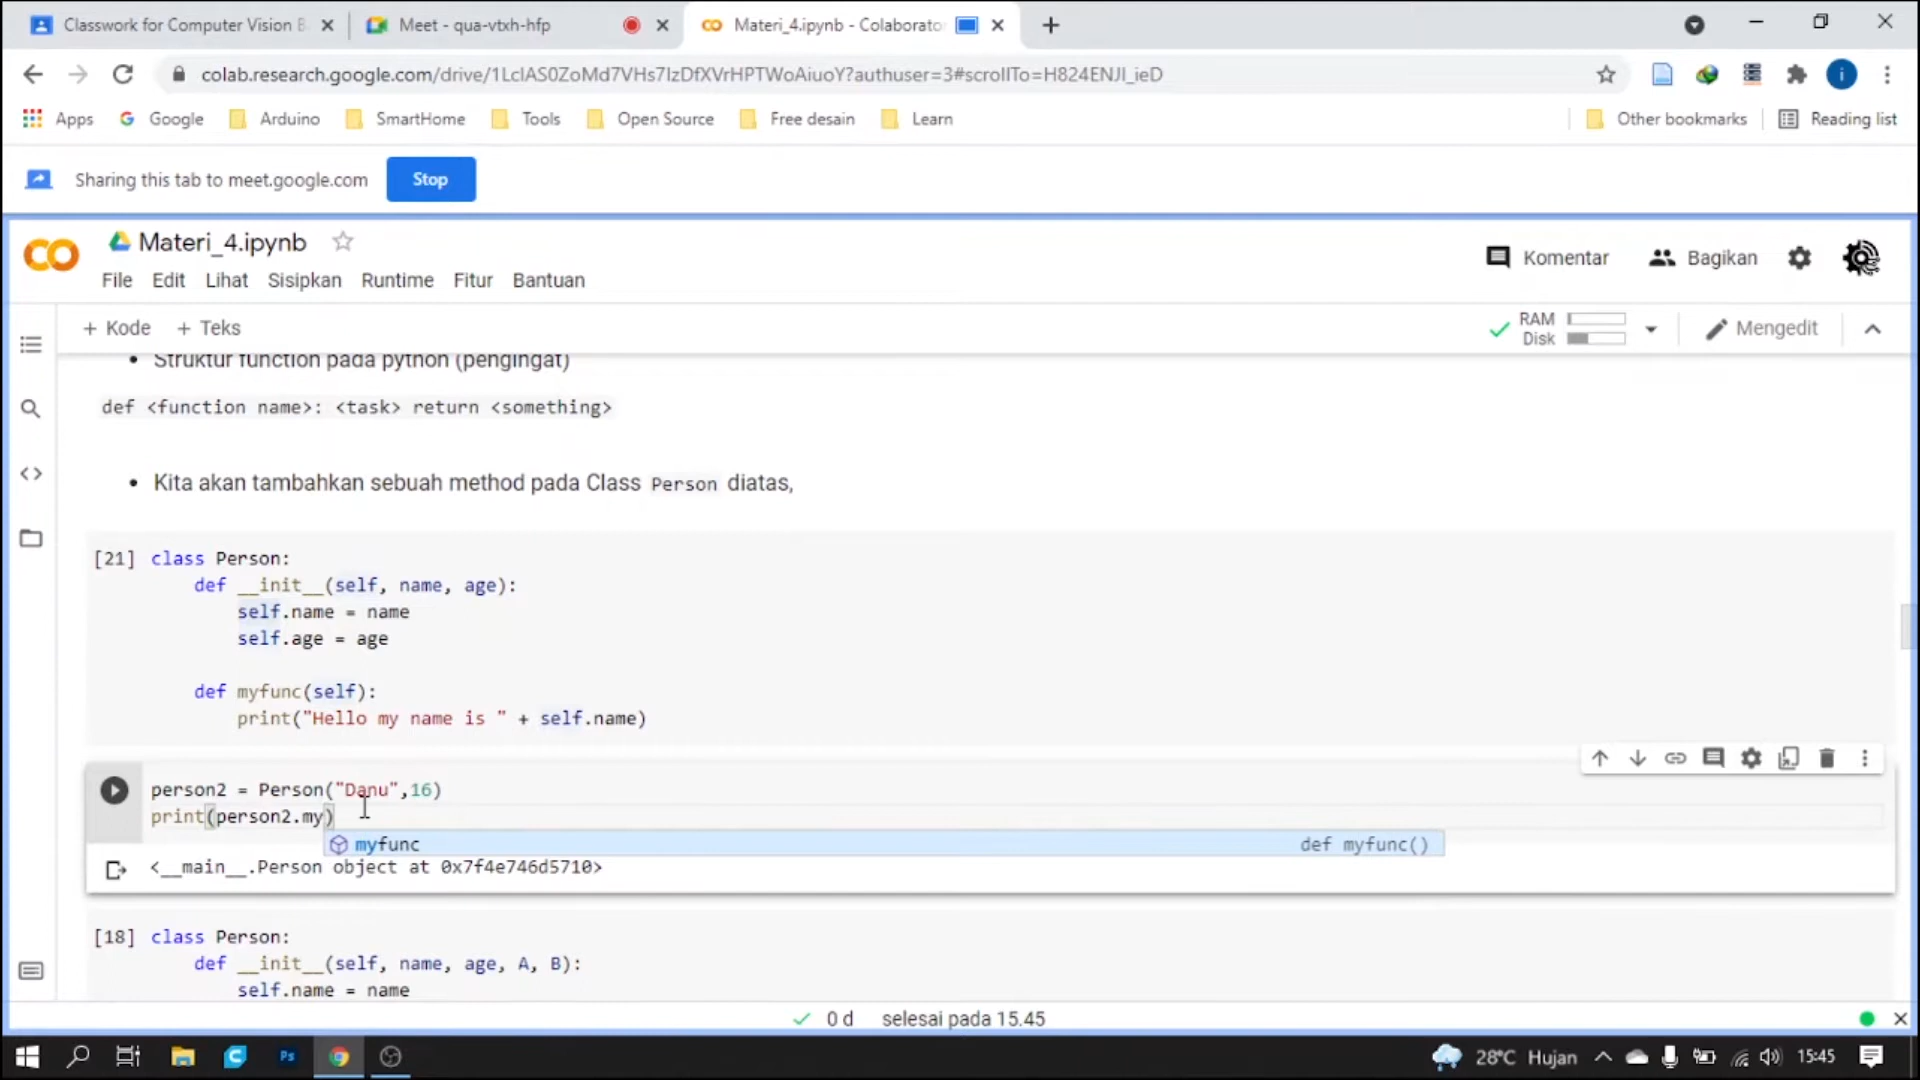 Classwork for Computer Vision B
Meet - qua-vtxh-hfp
Materi_4.ipynb - Colaborato
colab.research.google.com/drive/1LclAS0ZoMd7VHs7IzDfXVrHPTWoAiuoY?authuser=3#scrollTo=H824ENJI_ieD
i
Apps
Google
Arduino
SmartHome
Tools
Open Source
Free desain
Learn
Other bookmarks
Reading list
Sharing this tab to meet.google.com
Stop
Materi_4.ipynb
Komentar
Bagikan
File Edit Lihat Sisipkan Runtime Fitur Bantuan
+ Kode + Teks
RAM
Disk
Mengedit
• Struktur function pada python (pengingat)
def <function name>: <task> return <something>
• Kita akan tambahkan sebuah method pada Class Person diatas,
[21] class Person:
def __init__(self, name, age):
self.name = name
self.age = age
def myfunc(self):
print("Hello my name is " + self.name)
person2 = Person("Danu",16)
print(person2.my)
myfunc def myfunc()
<__main__.Person object at 0x7f4e746d5710>
[18] class Person:
def __init__(self, name, age, A, B):
self.name = name
0 d selesai pada 15.45
Ps
28°C Hujan
15:45